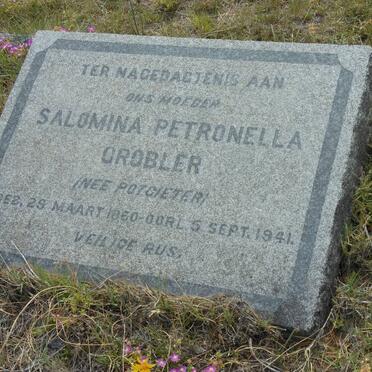 TER NAGEDAGTENIS AAN
ONS MOEDER
SALOMINA PETRONELLA
GROBLER
(NEE POTGIETER)
GEB. 29 MAART 1860-OORL. 5 SEPT. 1941.
VEILIGE RUS.